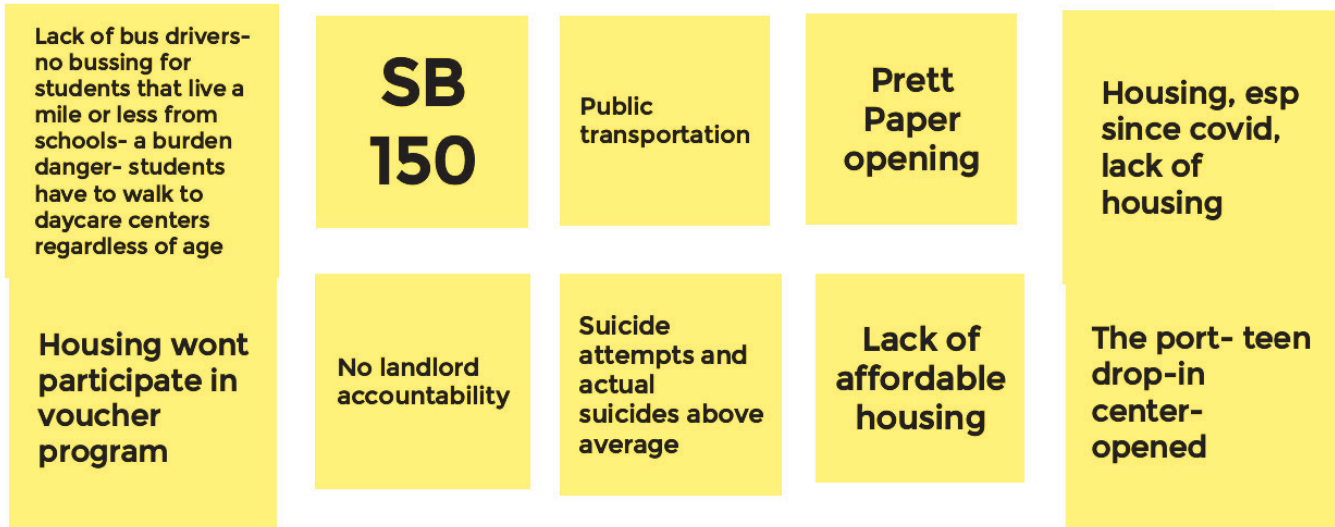 Lack of bus drivers-
no bussing for
students that live a
mile or less from
schools- a burden
danger- students
have to walk to
daycare centers
regardless of age
SB
150
Public
transportation
Prett
Paper
opening
Housing, esp
since covid,
lack of
housing
Housing wont
participate in
voucher
program
No landlord
accountability
Suicide
attempts and
actual
suicides above
average
Lack of
affordable
housing
The port- teen
drop-in
center-
opened